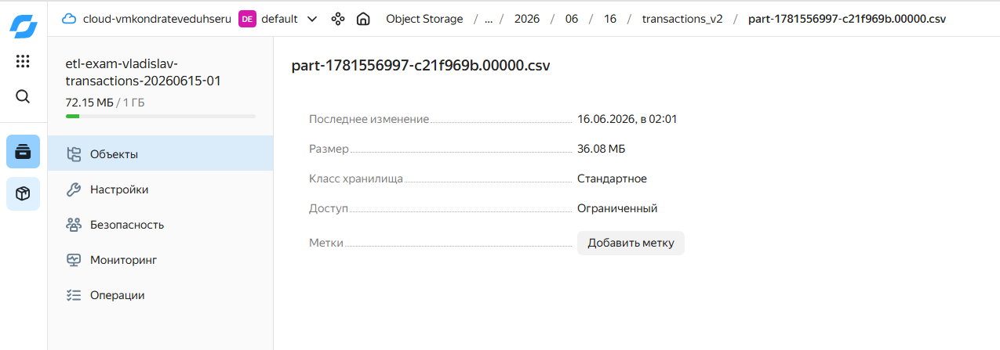 cloud-vmkondrateveduhseru DE default Object Storage / ... / 2026 / 06 / 16 / transactions_v2 / part-1781556997-c21f969b.00000.csv
etl-exam-vladislav-
transactions-20260615-01
72.15 МБ / 1 ГБ
Объекты
Настройки
Безопасность
Мониторинг
Операции
part-1781556997-c21f969b.00000.csv
Последнее изменение 16.06.2026, в 02:01
Размер 36.08 МБ
Класс хранилища Стандартное
Доступ Ограниченный
Метки Добавить метку